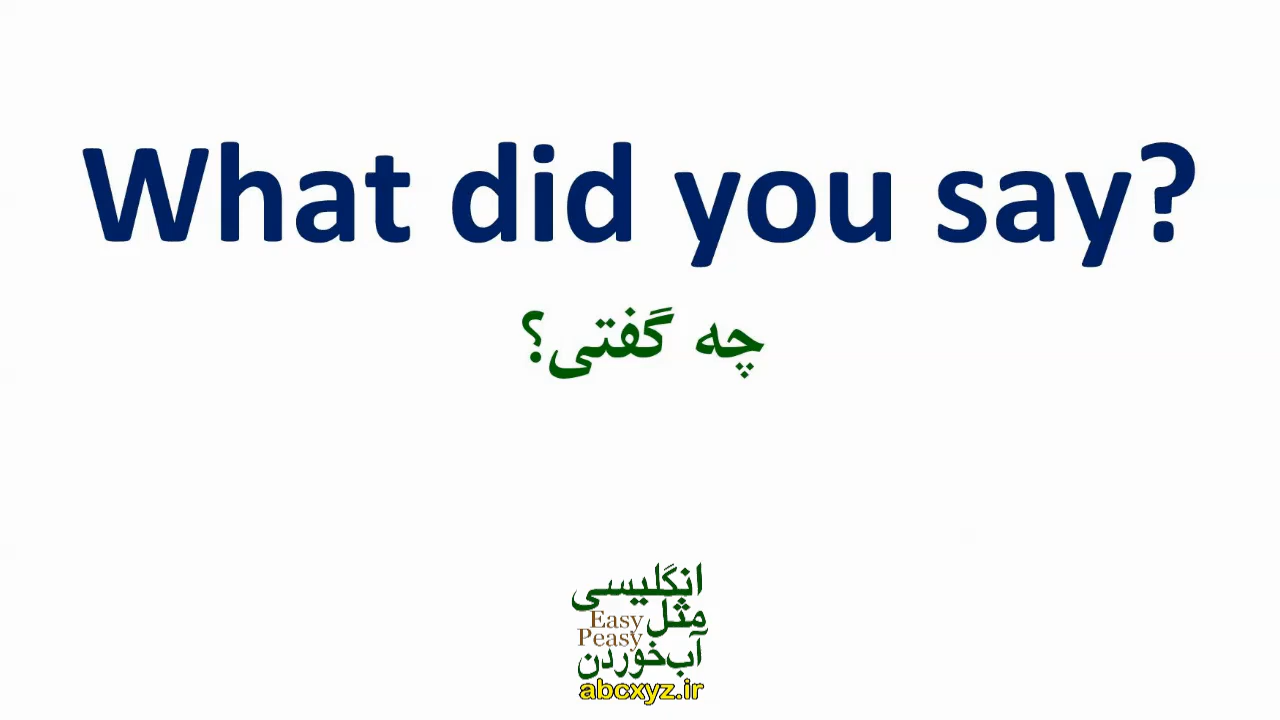 What did you say?
چه گفتی؟
انگلیسی
مثل Easy
Peasy
آب‌خوردن
abcxyz.ir